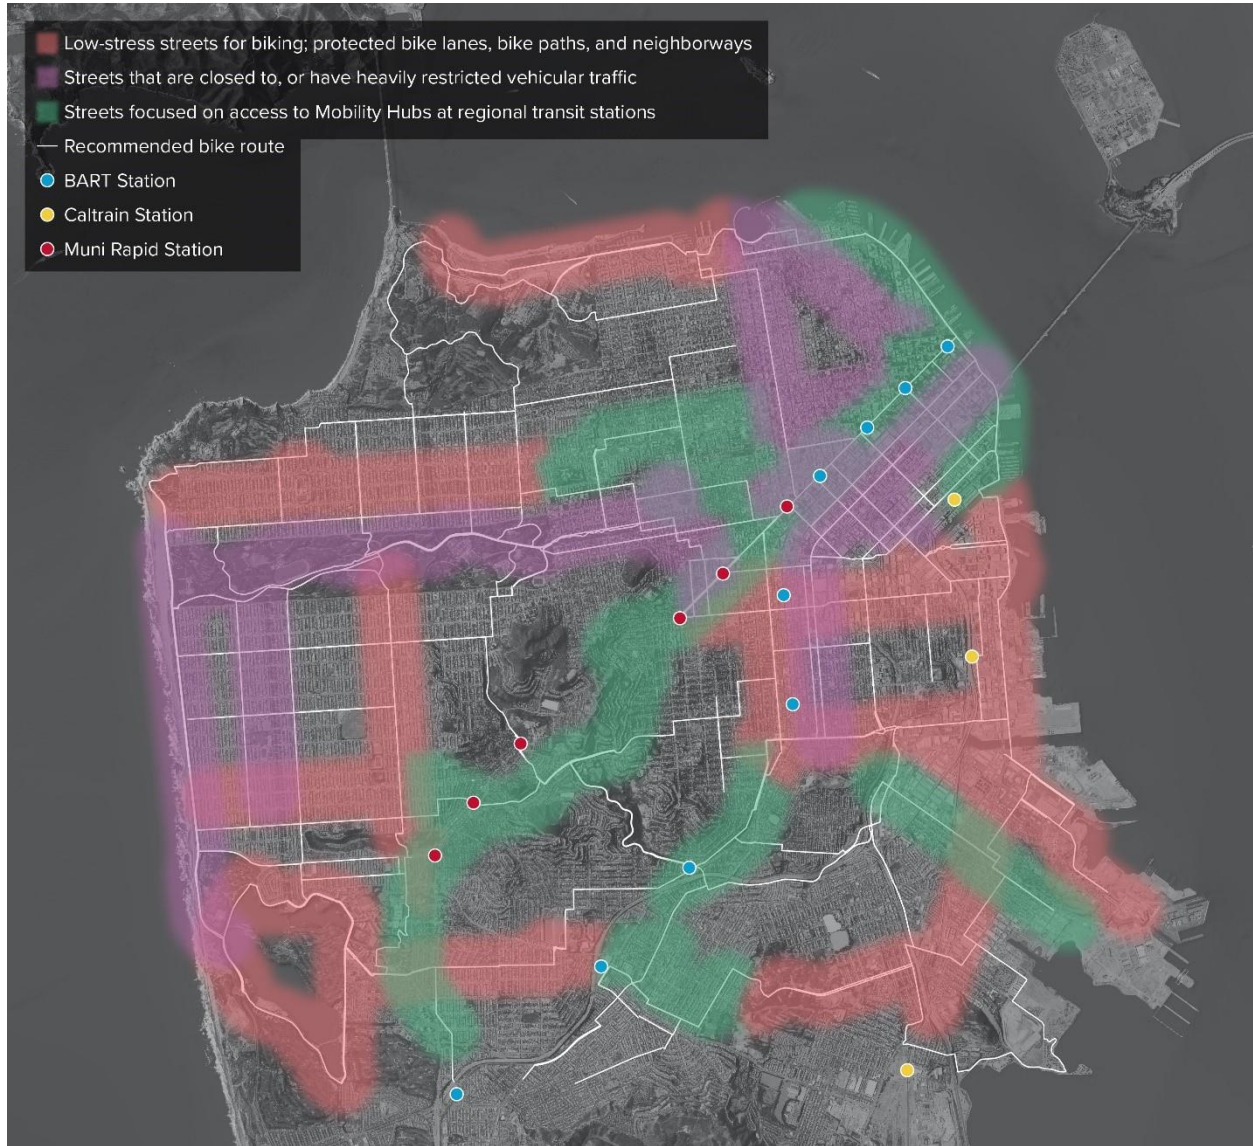 Low-stress streets for biking; protected bike lanes, bike paths, and neighborways
Streets that are closed to, or have heavily restricted vehicular traffic
Streets focused on access to Mobility Hubs at regional transit stations
Recommended bike route
BART Station
Caltrain Station
Muni Rapid Station